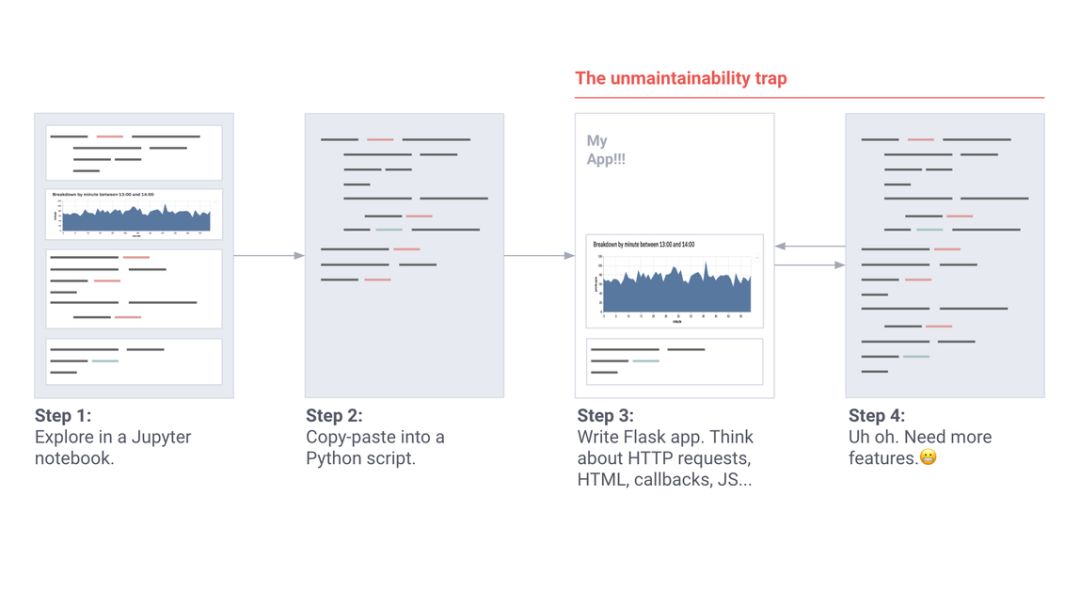 The unmaintainability trap
Breakdown by minute between 13:00 and 14:00
My
App!!!
Breakdown by minute between 13:00 and 14:00
minute
Step 1:
Explore in a Jupyter
notebook.
Step 2:
Copy-paste into a
Python script.
Step 3:
Write Flask app. Think
about HTTP requests,
HTML, callbacks, JS...
Step 4:
Uh oh. Need more
features.😬